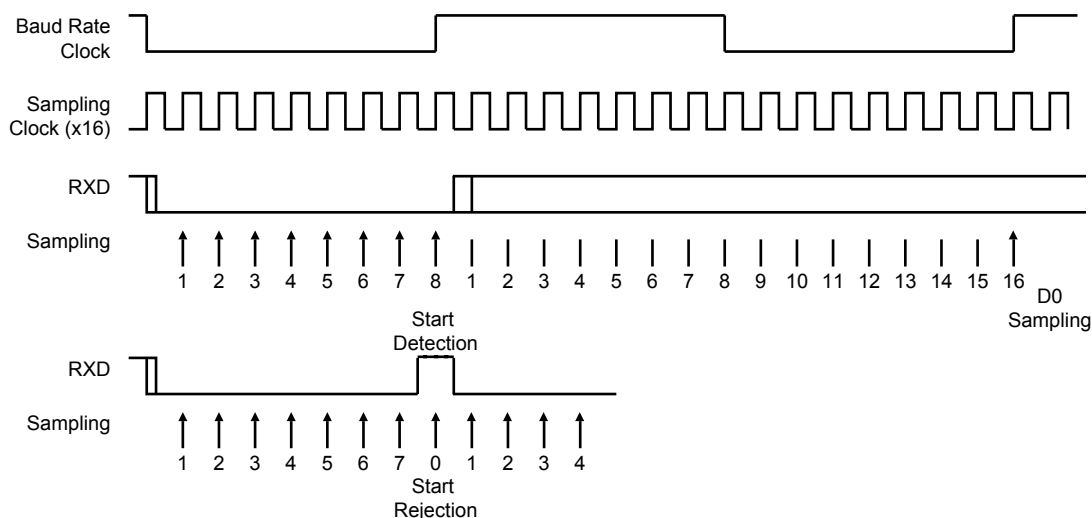 Baud Rate
Clock
Sampling
Clock (x16)
RXD
Sampling
1 2 3 4 5 6 7 8 1 2 3 4 5 6 7 8 9 10 11 12 13 14 15 16
D0
Sampling
Start
Detection
RXD
Sampling
1 2 3 4 5 6 7 0 1 2 3 4
Start
Rejection